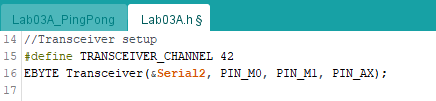 Lab03A_PingPong Lab03A.h §
14 //Transceiver setup
15 #define TRANSCEIVER_CHANNEL 42
16 EBYTE Transceiver(&Serial2, PIN_M0, PIN_M1, PIN_AX);
17